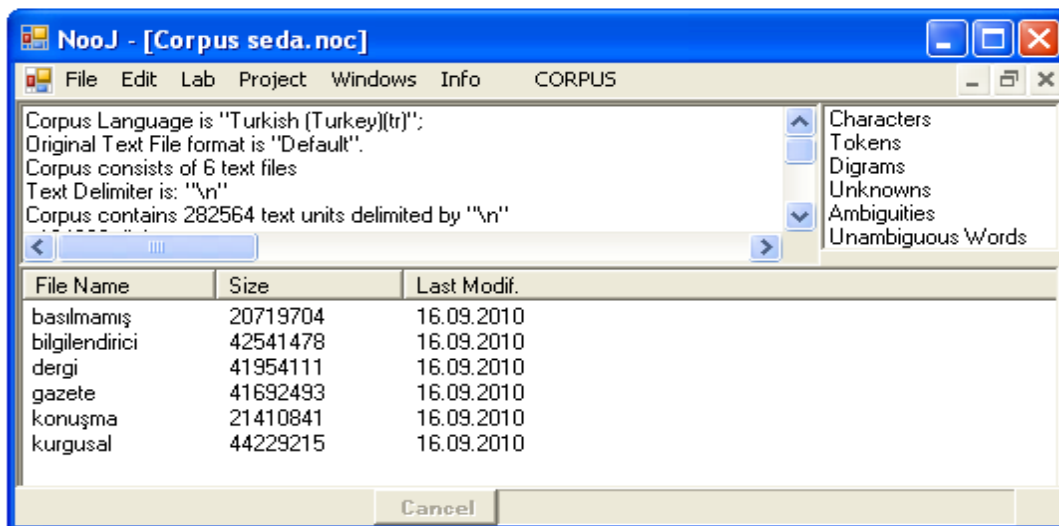 NooJ - [Corpus seda.noc]
File Edit Lab Project Windows Info CORPUS
Corpus Language is "Turkish (Turkey)(tr)";
Original Text File format is "Default".
Corpus consists of 6 text files
Text Delimiter is: "\n"
Corpus contains 282564 text units delimited by "\n"
Characters
Tokens
Digrams
Unknowns
Ambiguities
Unambiguous Words
File Name Size Last Modif.
basılmamış 20719704 16.09.2010
bilgilendirici 42541478 16.09.2010
dergi 41954111 16.09.2010
gazete 41692493 16.09.2010
konuşma 21410841 16.09.2010
kurgusal 44229215 16.09.2010
Cancel